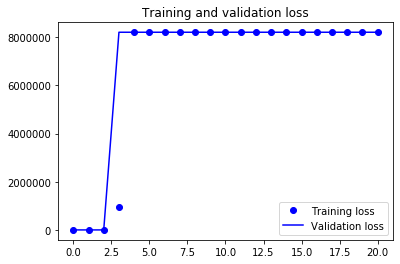 Training and validation loss
8000000
6000000
4000000
2000000
0
Training loss
Validation loss
0.0 2.5 5.0 7.5 10.0 12.5 15.0 17.5 20.0